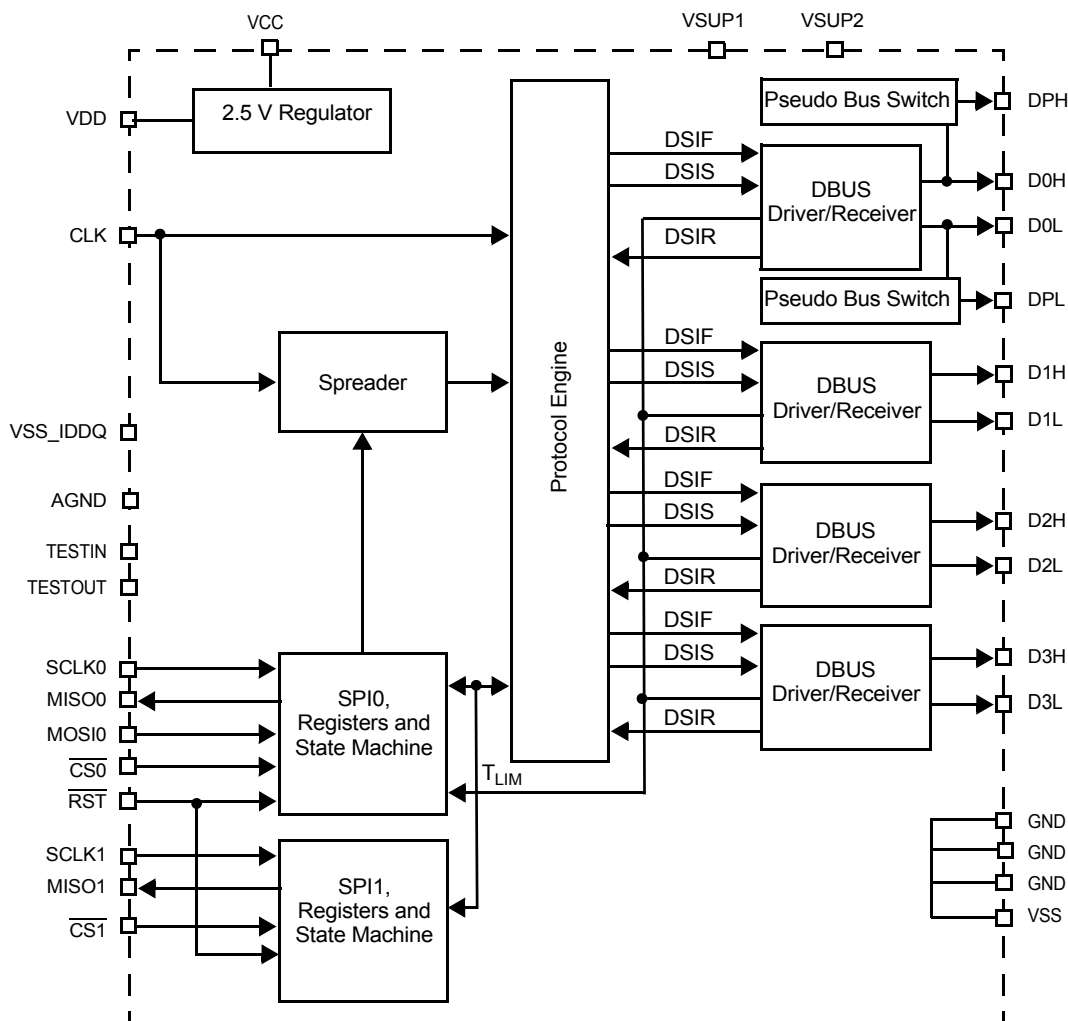 VCC
VSUP1
VSUP2
VDD
2.5 V Regulator
Pseudo Bus Switch
DPH
DSIF
DSIS
DBUS
Driver/Receiver
DSIR
D0H
D0L
CLK
Pseudo Bus Switch
DPL
Protocol Engine
Spreader
DSIF
DSIS
DBUS
Driver/Receiver
DSIR
D1H
D1L
VSS_IDDQ
AGND
TESTIN
TESTOUT
DSIF
DSIS
DBUS
Driver/Receiver
DSIR
D2H
D2L
DSIF
DSIS
DBUS
Driver/Receiver
DSIR
D3H
D3L
SCLK0
MISO0
MOSI0
CS0
RST
SPI0,
Registers and
State Machine
TLIM
SCLK1
MISO1
CS1
SPI1,
Registers and
State Machine
GND
GND
GND
VSS